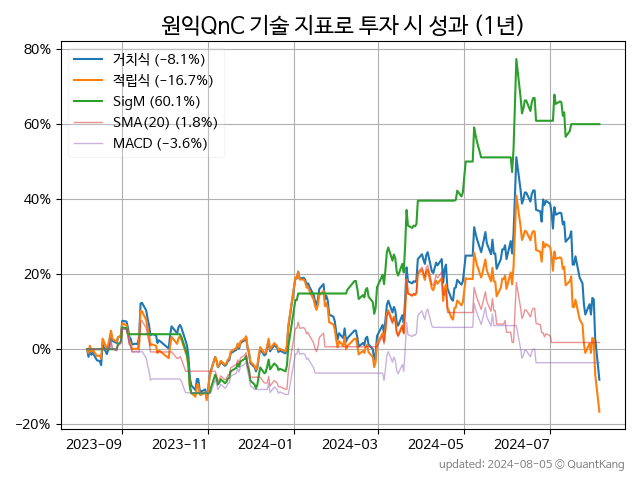 원익QnC 기술 지표로 투자 시 성과 (1년)
80%
60%
40%
20%
0%
−20%
거치식 (−8.1%)
적립식 (−16.7%)
SigM (60.1%)
SMA(20) (1.8%)
MACD (−3.6%)
2023-09 2023-11 2024-01 2024-03 2024-05 2024-07
updated: 2024-08-05 © QuantKang